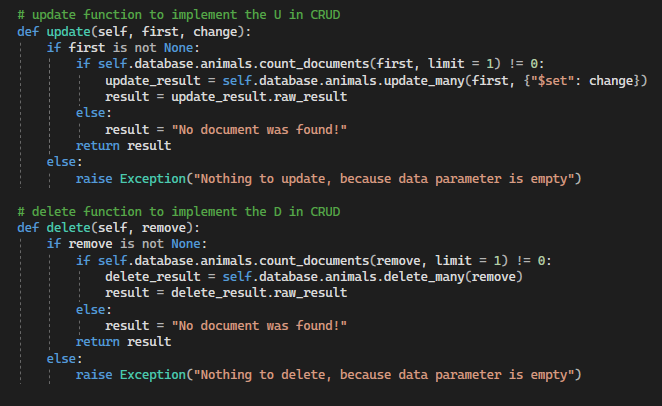 # update function to implement the U in CRUD
def update(self, first, change):
    if first is not None:
        if self.database.animals.count_documents(first, limit = 1) != 0:
            update_result = self.database.animals.update_many(first, {"$set": change})
            result = update_result.raw_result
        else:
            result = "No document was found!"
        return result
    else:
        raise Exception("Nothing to update, because data parameter is empty")

# delete function to implement the D in CRUD
def delete(self, remove):
    if remove is not None:
        if self.database.animals.count_documents(remove, limit = 1) != 0:
            delete_result = self.database.animals.delete_many(remove)
            result = delete_result.raw_result
        else:
            result = "No document was found!"
        return result
    else:
        raise Exception("Nothing to delete, because data parameter is empty")